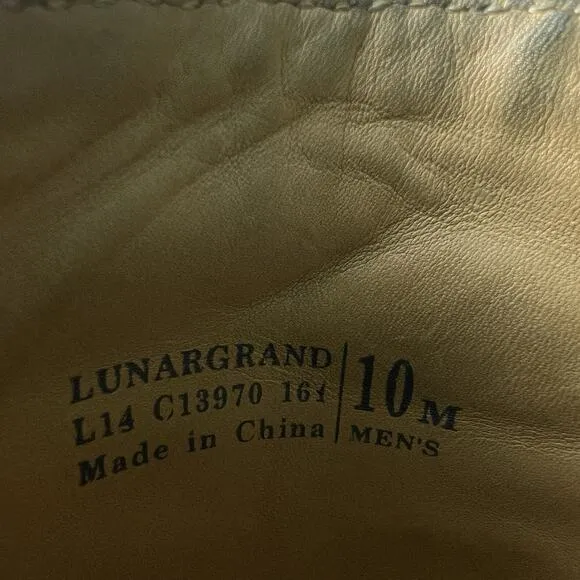 LUNARGRAND
L14 C13970 161
Made in China
10 M
MEN'S